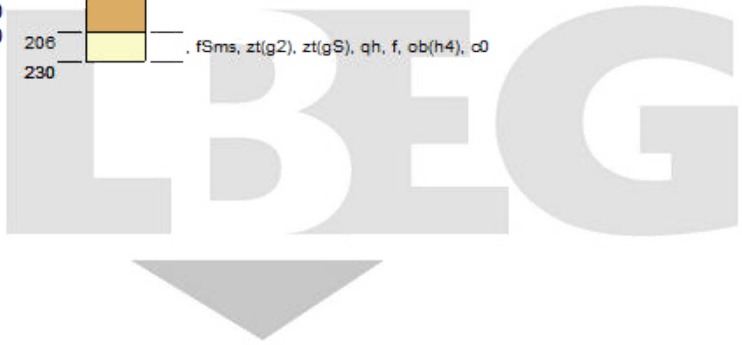 206
, fSms, zt(g2), zt(gS), qh, f, ob(h4), c0
230
LBEG